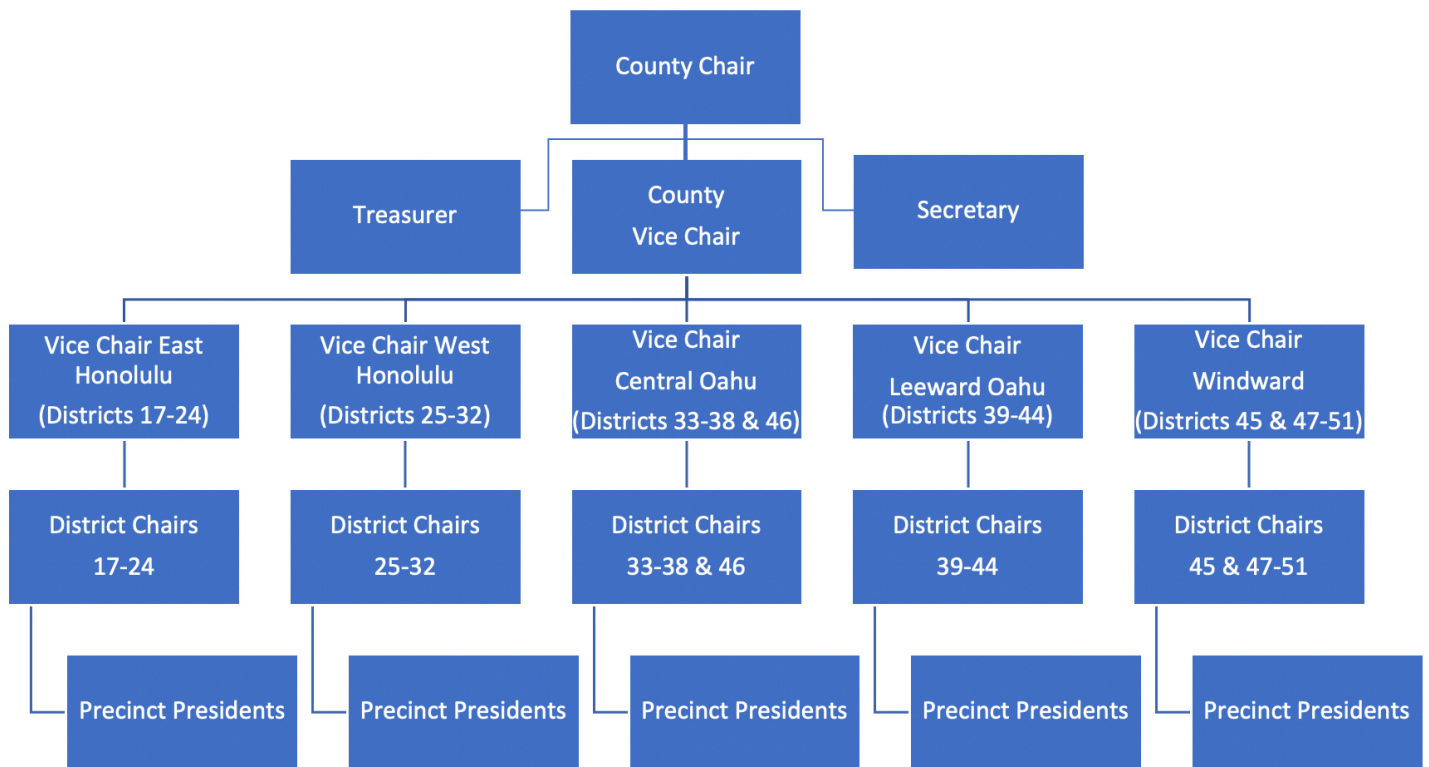 County Chair
Treasurer
County
Vice Chair
Secretary
Vice Chair East
Honolulu
(Districts 17-24)
Vice Chair West
Honolulu
(Districts 25-32)
Vice Chair
Central Oahu
(Districts 33-38 & 46)
Vice Chair
Leeward Oahu
(Districts 39-44)
Vice Chair
Windward
(Districts 45 & 47-51)
District Chairs
17-24
District Chairs
25-32
District Chairs
33-38 & 46
District Chairs
39-44
District Chairs
45 & 47-51
Precinct Presidents
Precinct Presidents
Precinct Presidents
Precinct Presidents
Precinct Presidents